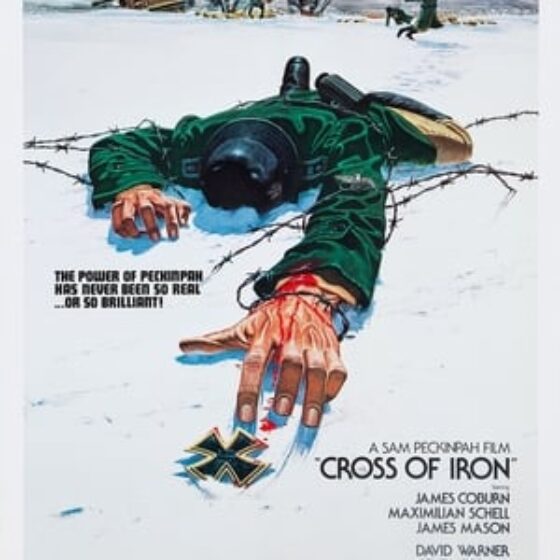 THE POWER OF PECKINPAH
HAS NEVER BEEN SO REAL
...OR SO BRILLIANT!
A SAM PECKINPAH FILM
"CROSS OF IRON"
Starring
JAMES COBURN
MAXIMILIAN SCHELL
JAMES MASON
DAVID WARNER